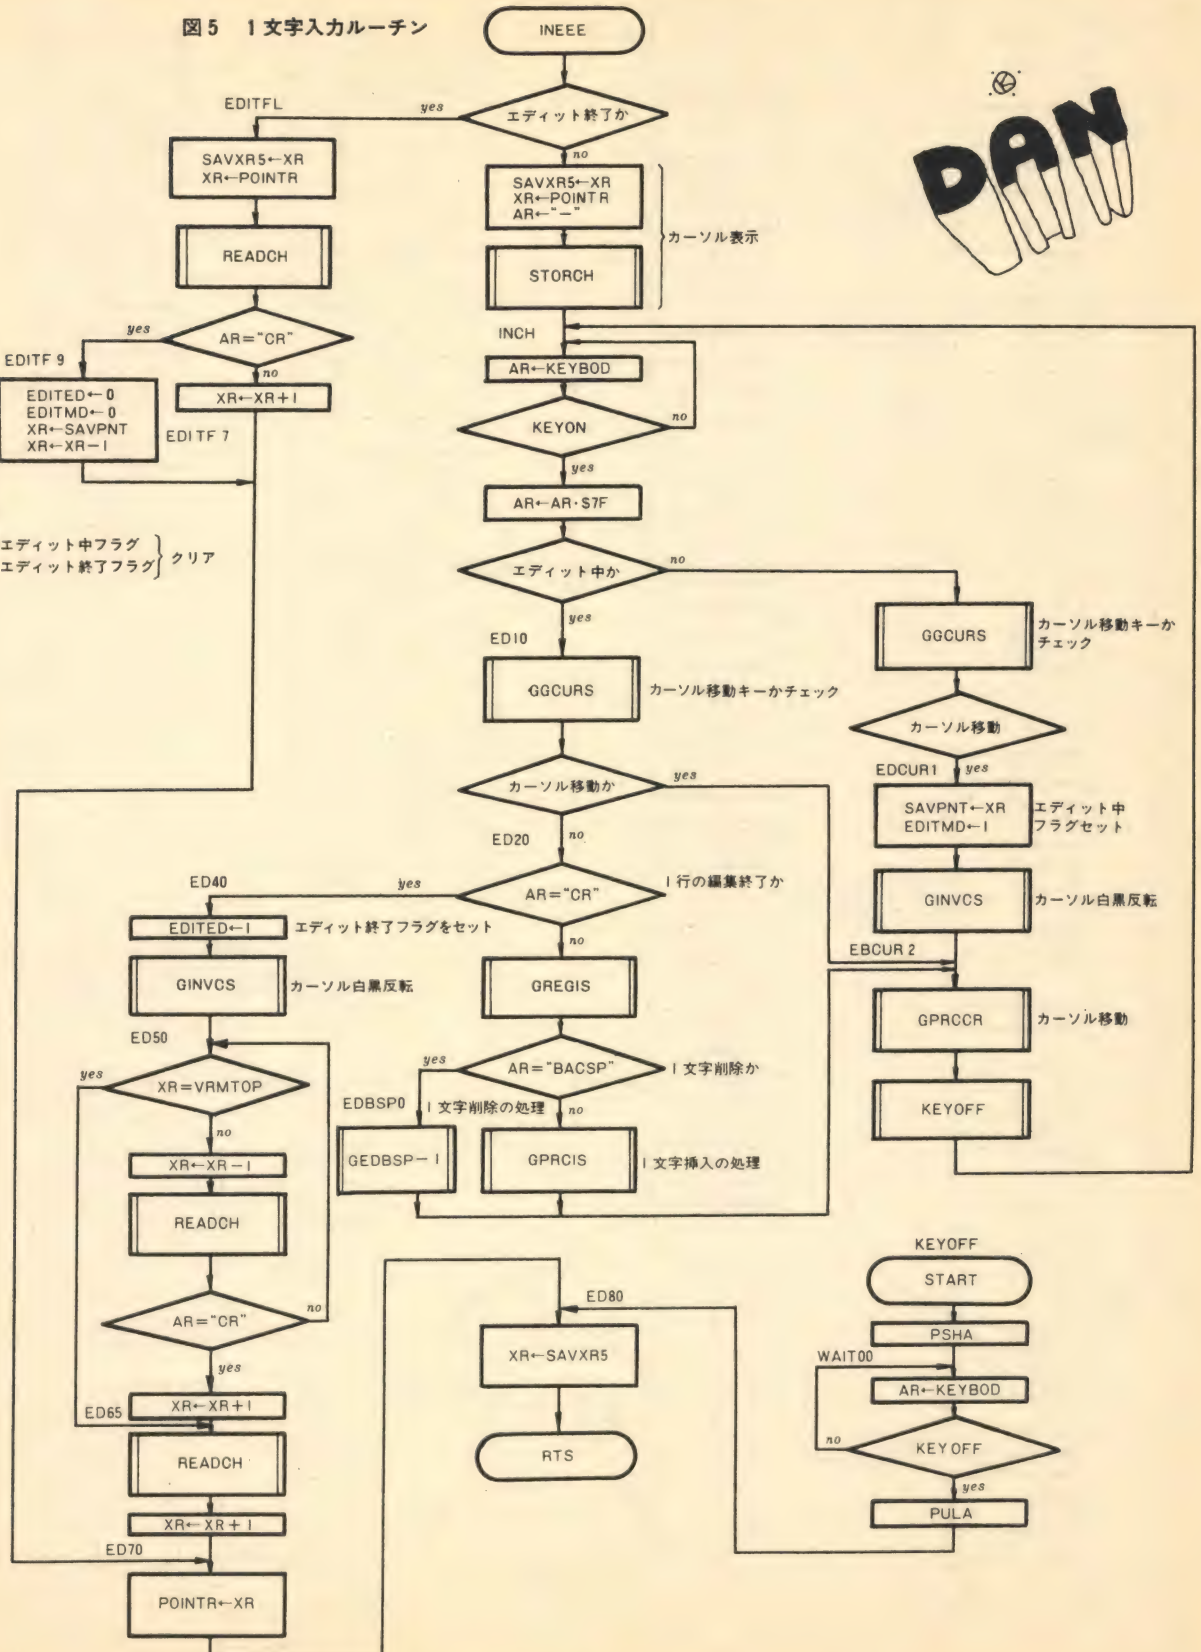 図5 1文字入力ルーチン
INEEE
DAN
エディット終了か
yes
no
EDITFL
SAVXR5←XR
XR←POINTR
READCH
AR="CR"
yes
no
EDITF 9
EDITED←0
EDITMD←0
XR←SAVPNT
XR←XR−1
XR←XR+1
EDITF 7
エディット中フラグ
エディット終了フラグ
クリア
SAVXR5←XR
XR←POINTR
AR←"−"
STORCH
カーソル表示
INCH
AR←KEYBOD
KEYON
no
yes
AR←AR·$7F
エディット中か
no
yes
GGCURS
カーソル移動キーか
チェック
カーソル移動
EDCUR1
yes
SAVPNT←XR
EDITMD←1
エディット中
フラグセット
GINVCS
カーソル白黒反転
EBCUR 2
GPRCCR
カーソル移動
KEYOFF
ED10
GGCURS
カーソル移動キーかチェック
カーソル移動か
yes
no
ED20
AR="CR"
1行の編集終了か
yes
no
ED40
EDITED←1
エディット終了フラグをセット
GINVCS
カーソル白黒反転
ED50
XR=VRMTOP
yes
no
XR←XR−1
READCH
AR="CR"
no
yes
XR←XR+1
ED65
READCH
XR←XR+1
ED70
POINTR←XR
GREGIS
AR="BACSP"
1文字削除か
yes
no
EDBSP0
1文字削除の処理
GEDBSP−1
GPRCIS
1文字挿入の処理
ED80
XR←SAVXR5
RTS
KEYOFF
START
PSHA
WAIT00
AR←KEYBOD
KEYOFF
no
yes
PULA